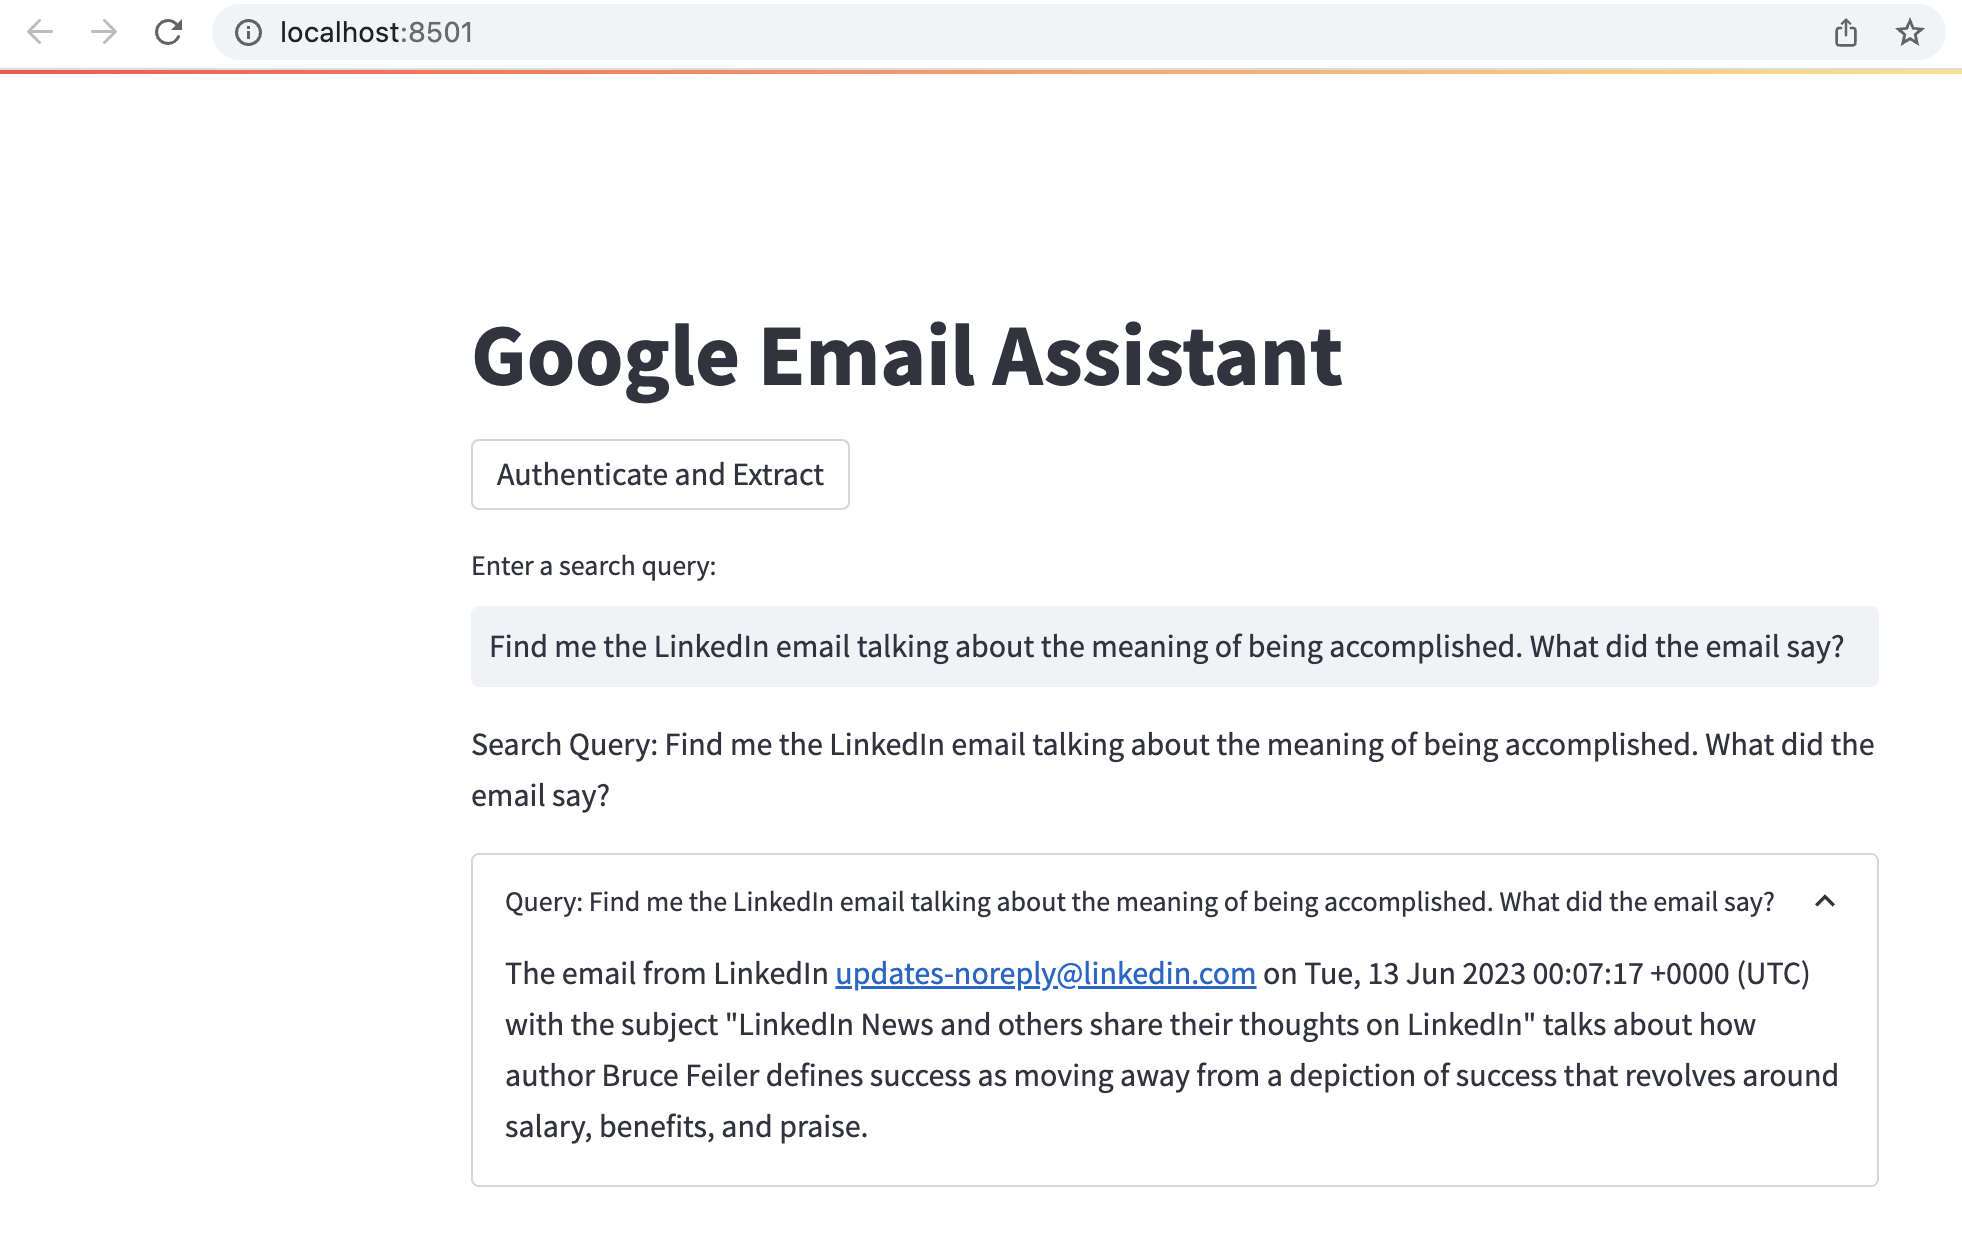 localhost:8501
Google Email Assistant
Authenticate and Extract
Enter a search query:
Find me the LinkedIn email talking about the meaning of being accomplished. What did the email say?
Search Query: Find me the LinkedIn email talking about the meaning of being accomplished. What did the
email say?
Query: Find me the LinkedIn email talking about the meaning of being accomplished. What did the email say?
The email from LinkedIn updates-noreply@linkedin.com on Tue, 13 Jun 2023 00:07:17 +0000 (UTC)
with the subject "LinkedIn News and others share their thoughts on LinkedIn" talks about how
author Bruce Feiler defines success as moving away from a depiction of success that revolves around
salary, benefits, and praise.